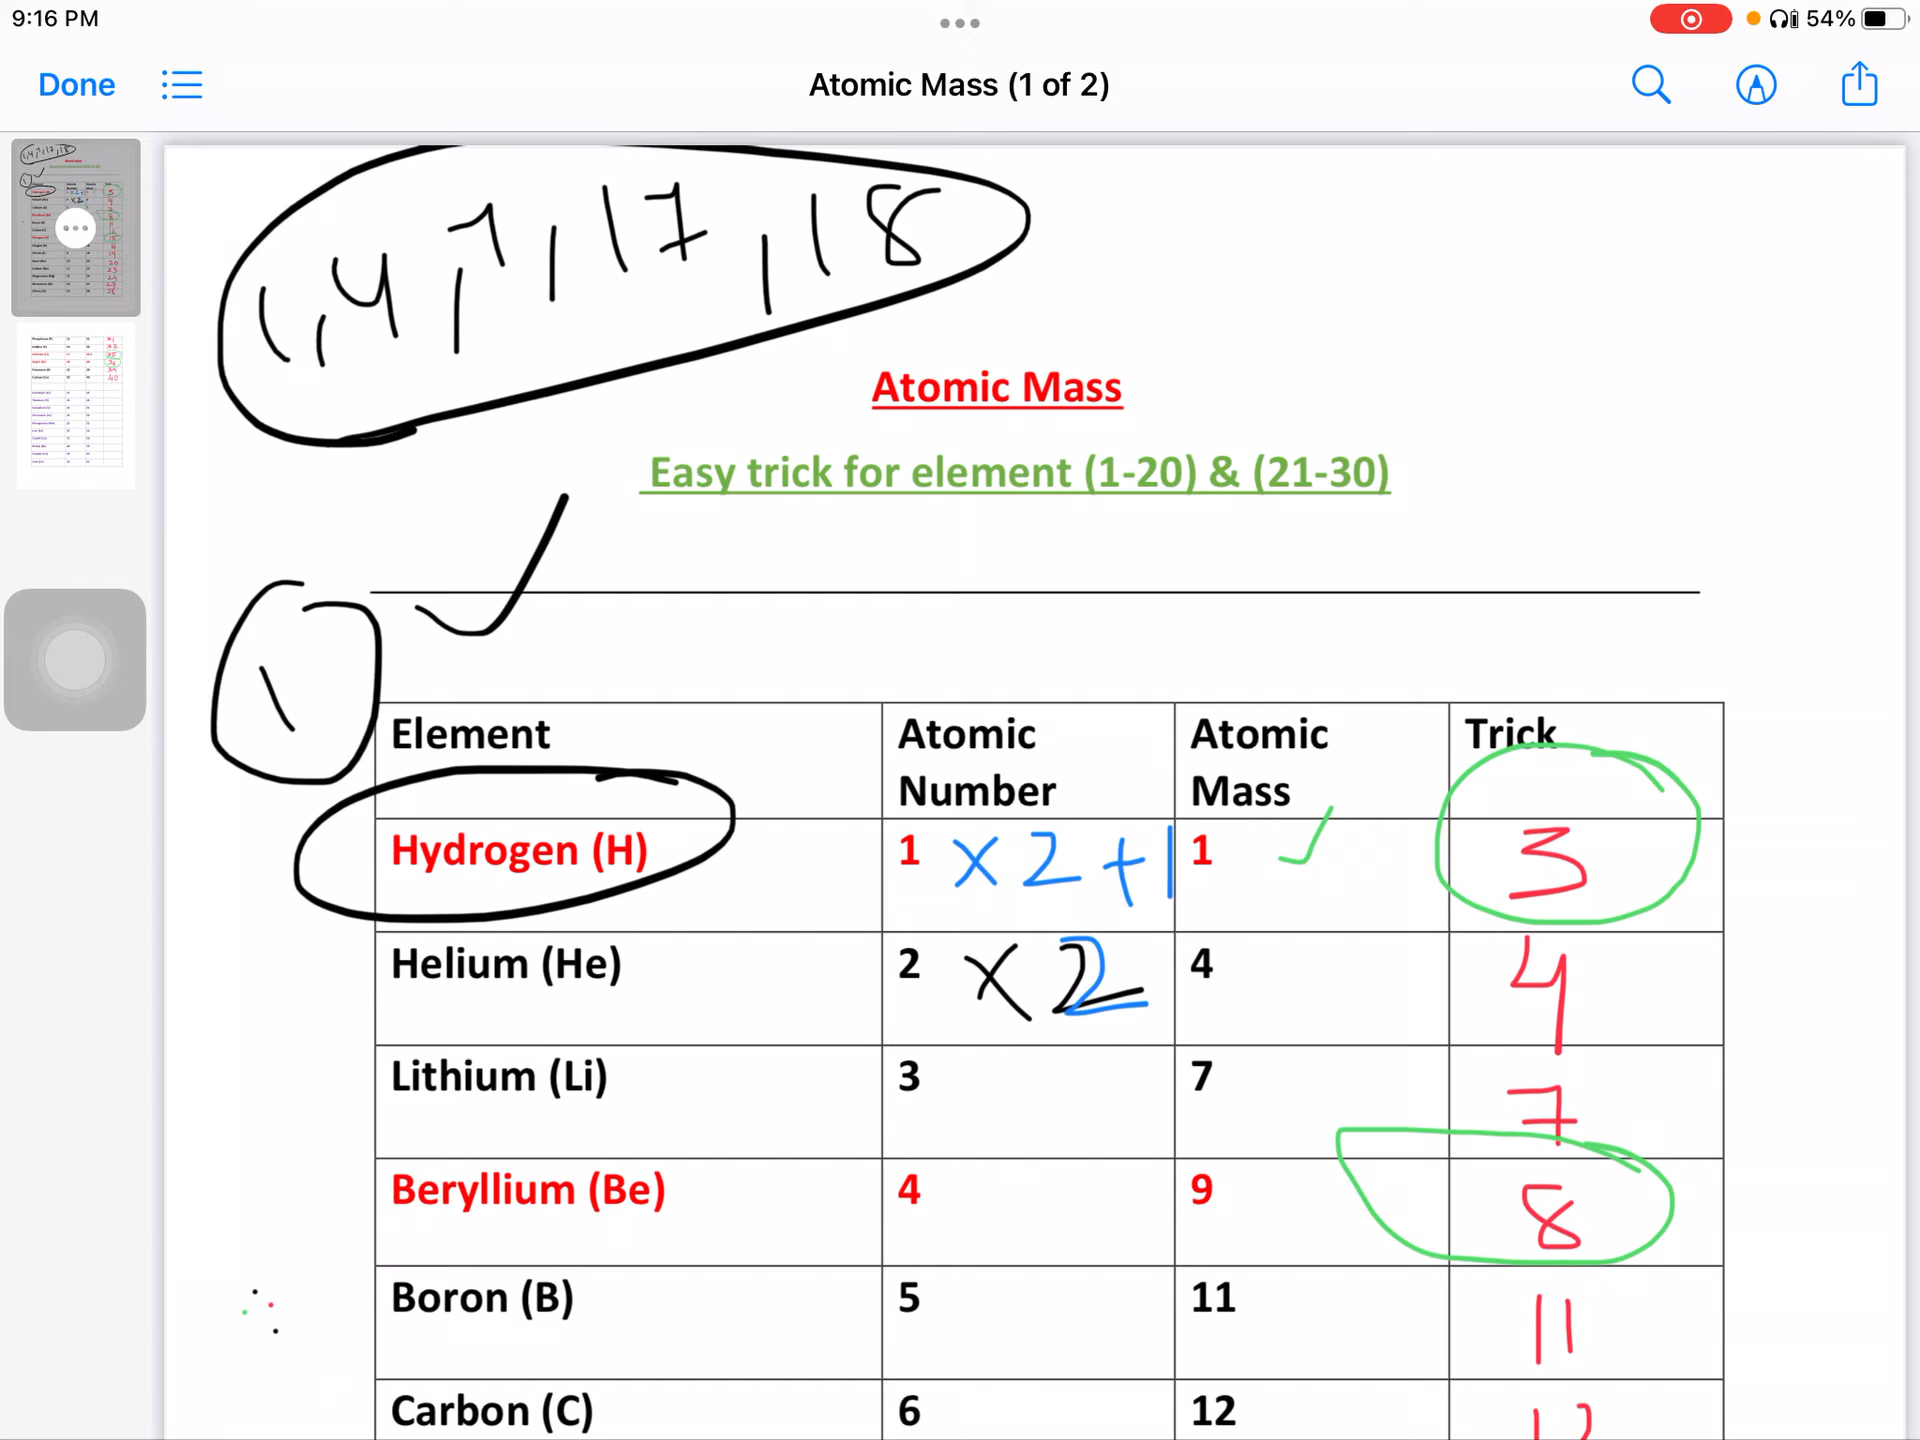 9:16 PM
54%
Done
Atomic Mass (1 of 2)
1, 4, 7, 17, 18
Atomic Mass
Easy trick for element (1-20) & (21-30)
1
Element Atomic Number Atomic Mass Trick
Hydrogen (H) 1 ×2+1 1 3
Helium (He) 2 ×2 4 4
Lithium (Li) 3 7 7
Beryllium (Be) 4 9 8
Boron (B) 5 11 11
Carbon (C) 6 12